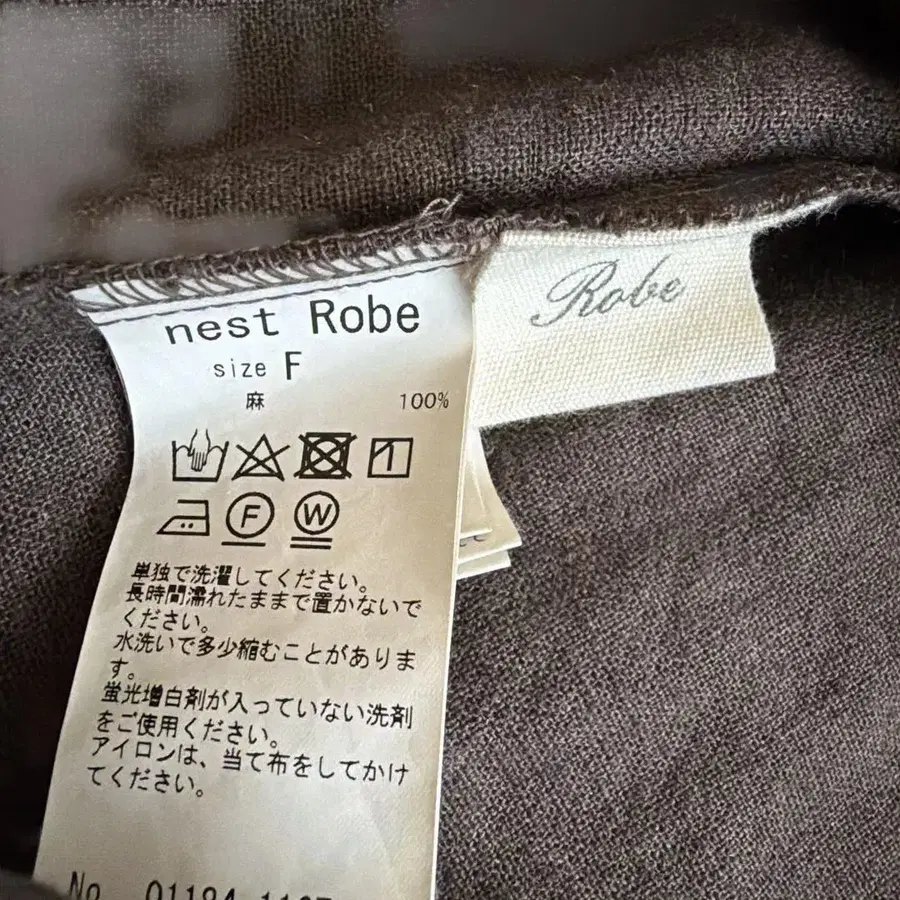 nest Robe
Robe
size F
麻 100%
1
F W
単独で洗濯してください。
長時間濡れたままで置かないで
ください。
水洗いで多少縮むことがありま
す。
蛍光増白剤が入っていない洗剤
をご使用ください。
アイロンは、当て布をしてかけ
てください。
No.